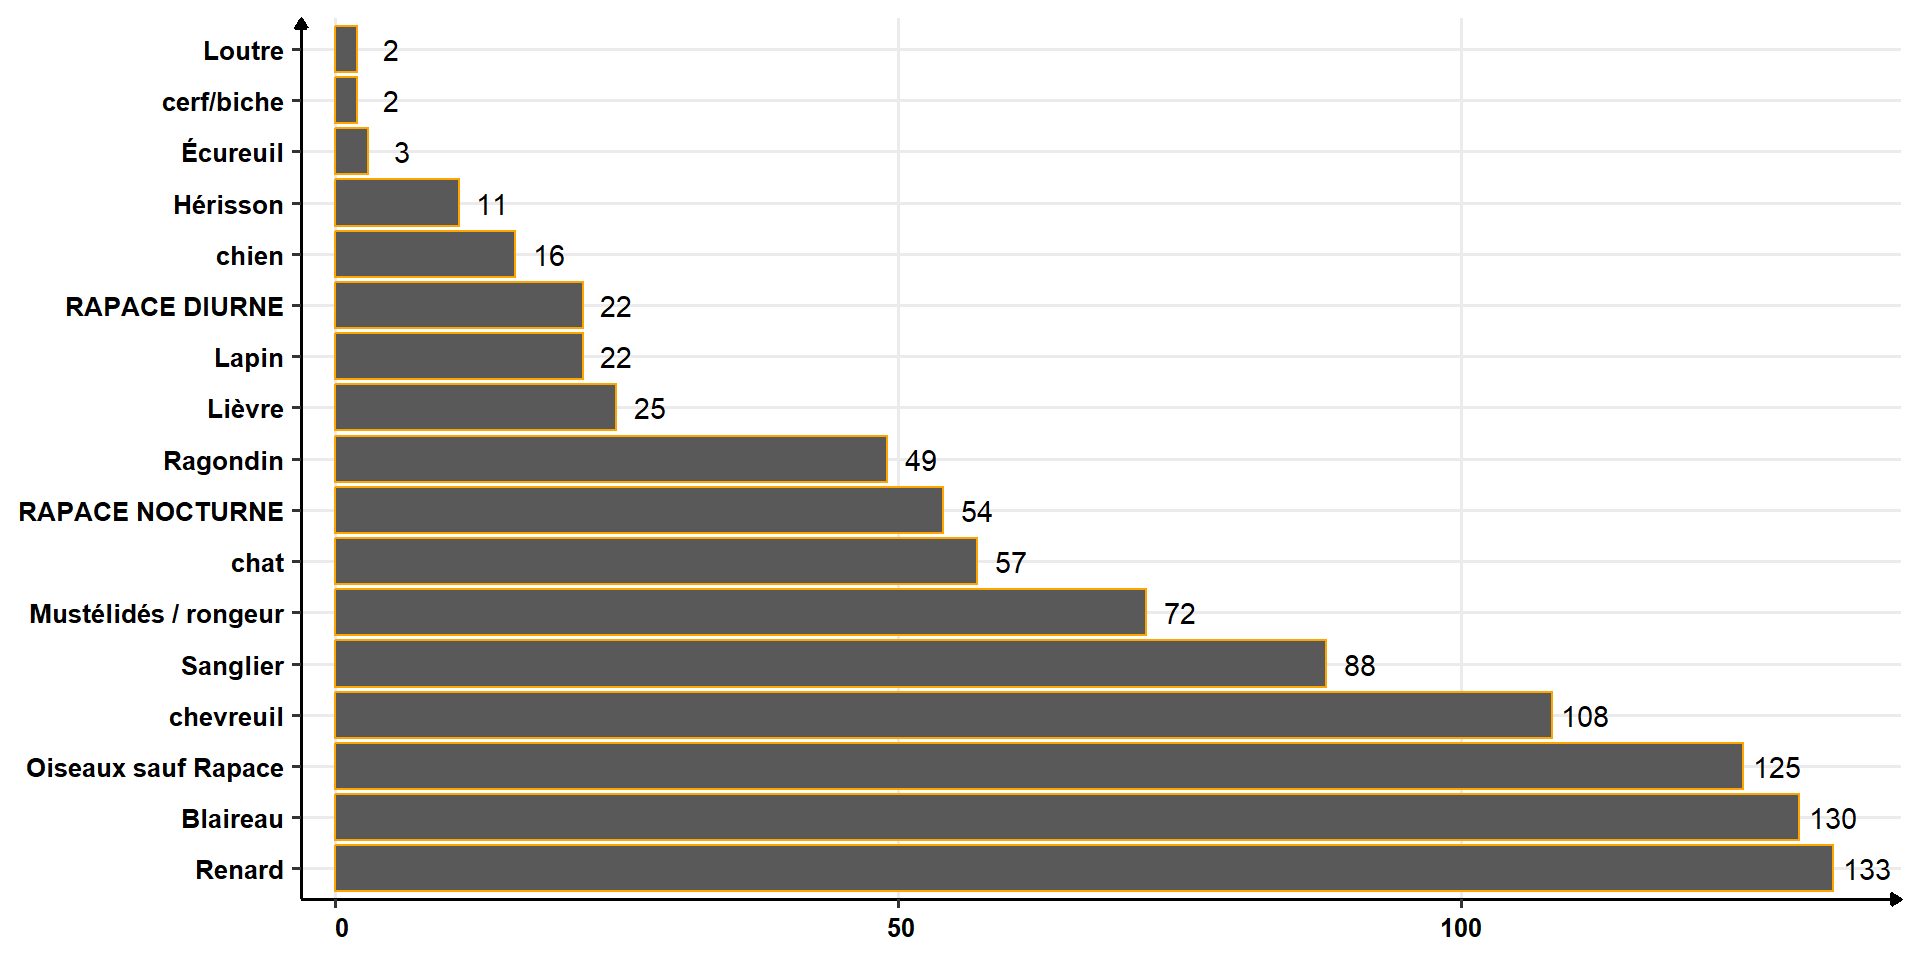 Loutre 2
cerf/biche 2
Écureuil 3
Hérisson 11
chien 16
RAPACE DIURNE 22
Lapin 22
Lièvre 25
Ragondin 49
RAPACE NOCTURNE 54
chat 57
Mustélidés / rongeur 72
Sanglier 88
chevreuil 108
Oiseaux sauf Rapace 125
Blaireau 130
Renard 133
0 50 100